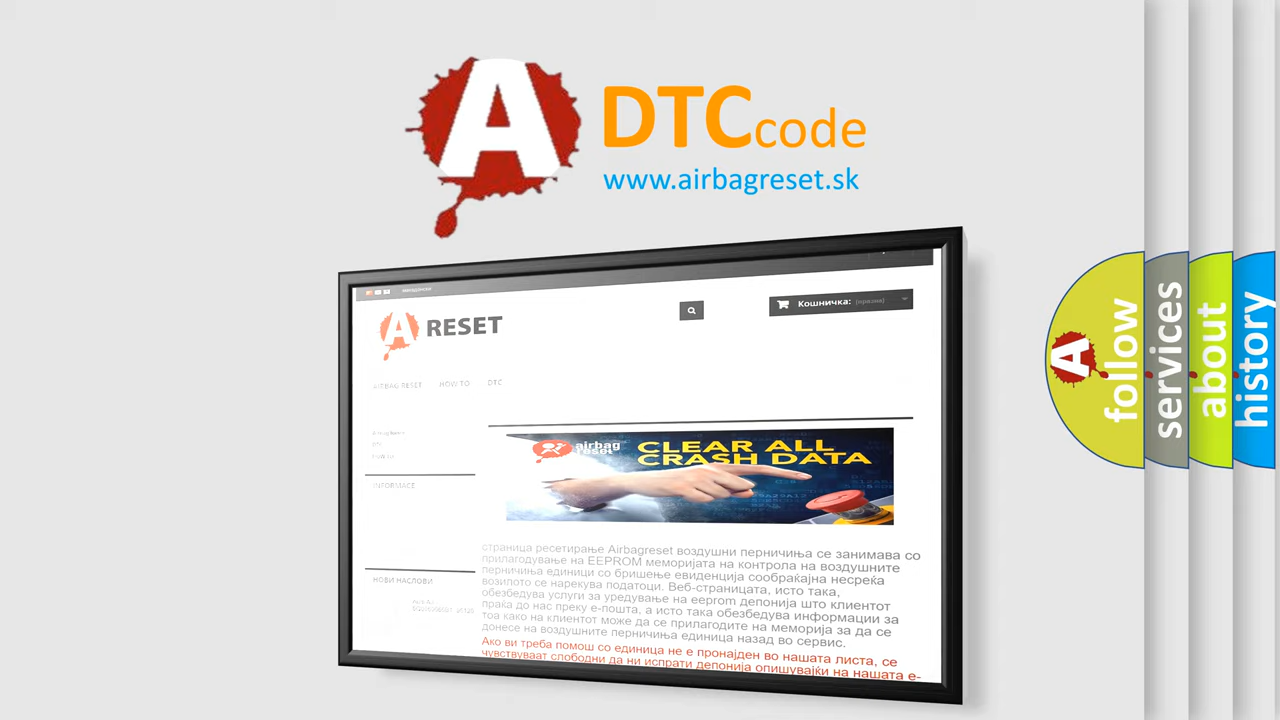 A DTCcode
www.airbagreset.sk
A RESET
Кошничка: (празна)
AIRBAG RESET HOW TO DTC
airbag reset
CLEAR ALL
CRASH DATA
INFORMACE
НОВИ НАСЛОВИ
страница ресетирање Airbagreset воздушни перничиња се занимава со
прилагодување на EEPROM меморијата на контрола на воздушните
перничиња единици со бришење евиденција сообраќајна несреќа
возилото се нарекува податоци. Веб-страницата, исто така,
обезбедува услуги за уредување на eeprom депонија што клиентот
праќа до нас преку е-пошта, а исто така обезбедува информации за
тоа како на клиентот може да се прилагодите на меморија за да се
донесе на воздушните перничиња единица назад во сервис.
Ако ви треба помош со единица не е пронајден во нашата листа, се
чувствуваат слободни да ни испрати депонија опишувајќи на нашата е-
A follow
services
about
history